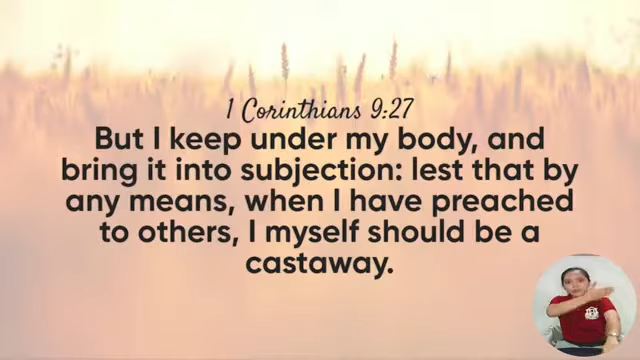 1 Corinthians 9:27
But I keep under my body, and
bring it into subjection: lest that by
any means, when I have preached
to others, I myself should be a
castaway.